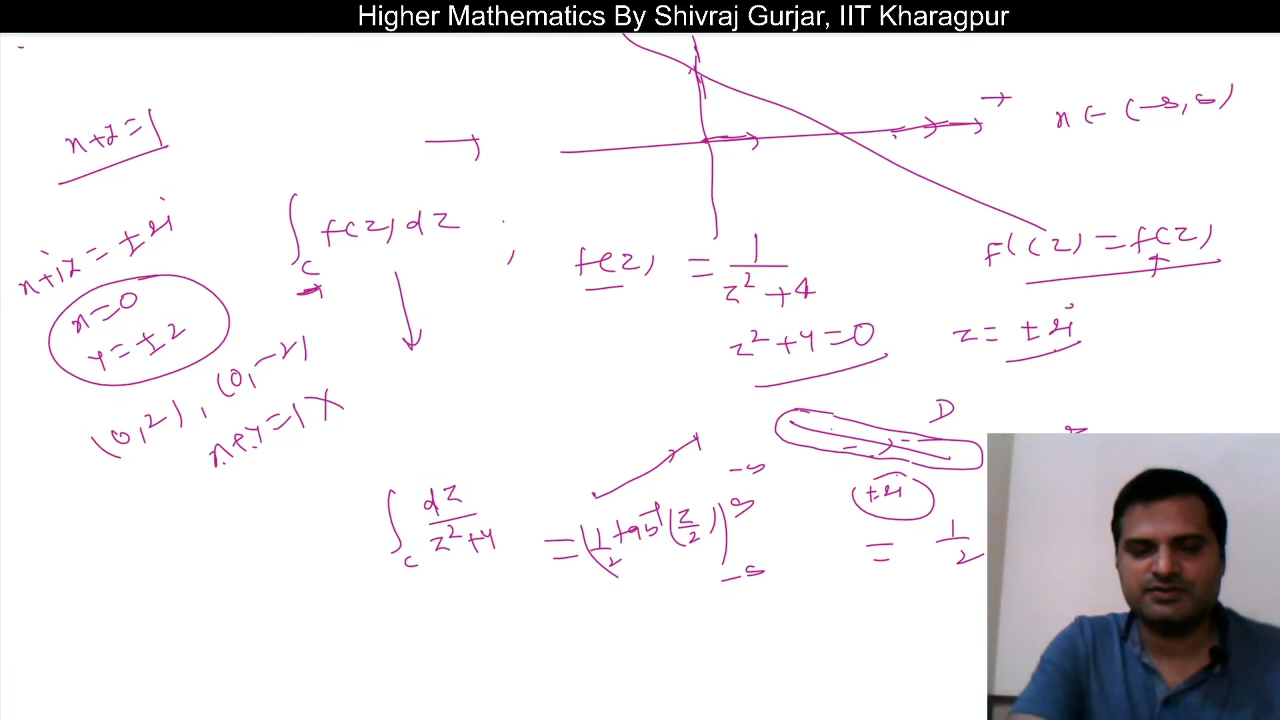 Higher Mathematics By Shivraj Gurjar, IIT Kharagpur
x+y=1
x ∈ (-∞, ∞)
x+iy = ±2i
∫_C f(z) dz ; f(z) = 1/(z²+4)
F'(z) = f(z)
x=0
y=±2
z²+4=0 z = ±2i
(0,2), (0,-2)
x+y=1 ✗
D
±2i
∫_C dz/(z²+4) = (1/2 tan⁻¹(z/2))
-∞
∞
-∞
= 1/2